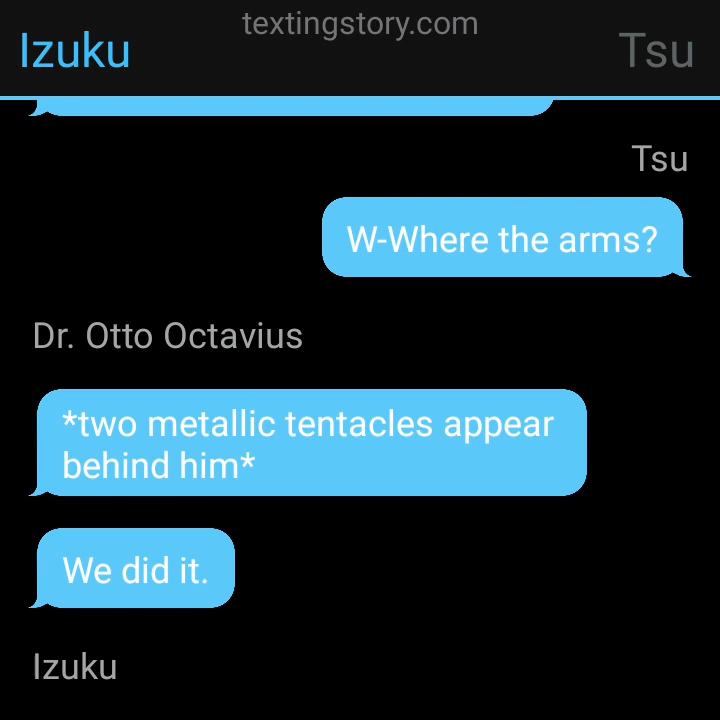 textingstory.com
Izuku
Tsu
Tsu
W-Where the arms?
Dr. Otto Octavius
*two metallic tentacles appear
behind him*
We did it.
Izuku